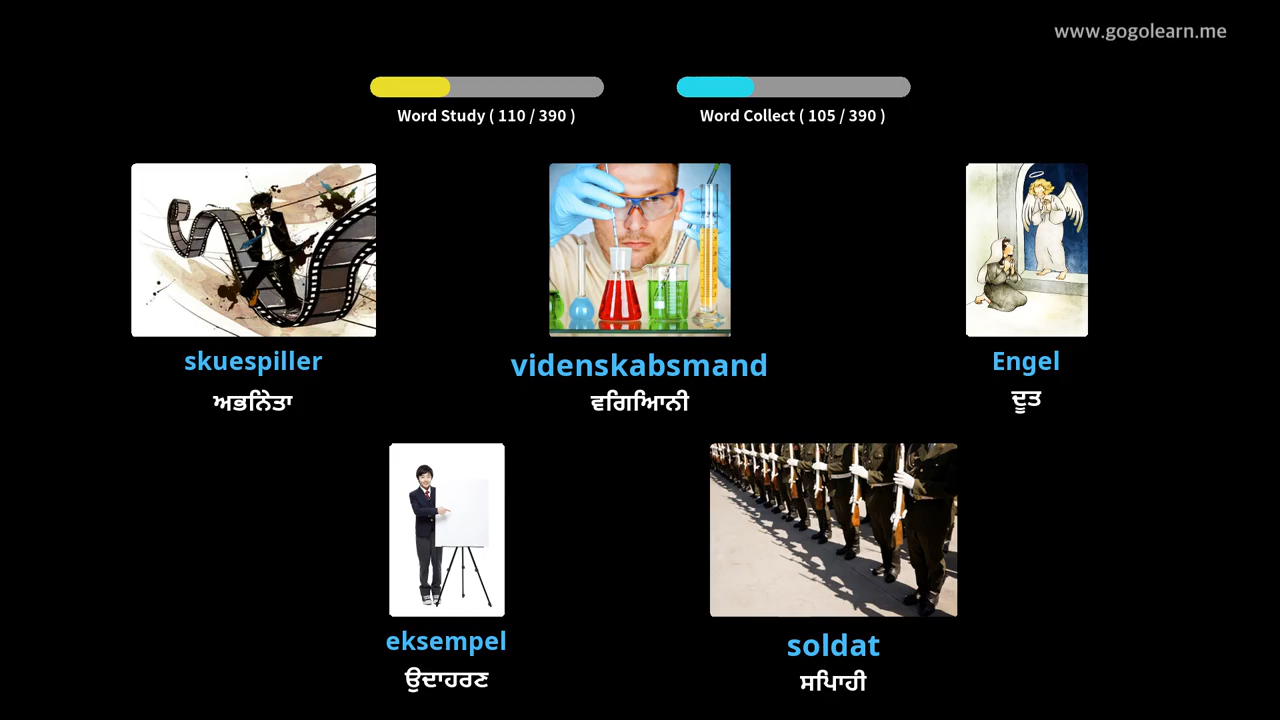 www.gogolearn.me
Word Study ( 110 / 390 )
Word Collect ( 105 / 390 )
skuespiller
ਅਭਨਿੇਤਾ
videnskabsmand
ਵਗਿਆਿਨੀ
Engel
ਦੂਤ
eksempel
ਉਦਾਹਰਣ
soldat
ਸਪਿਾਹੀ